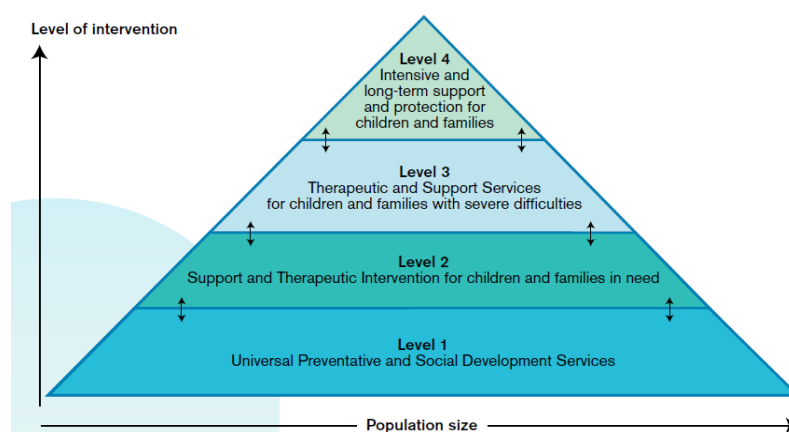 Level of intervention
Level 4
Intensive and
long-term support
and protection for
children and families
Level 3
Therapeutic and Support Services
for children and families with severe difficulties
Level 2
Support and Therapeutic Intervention for children and families in need
Level 1
Universal Preventative and Social Development Services
Population size